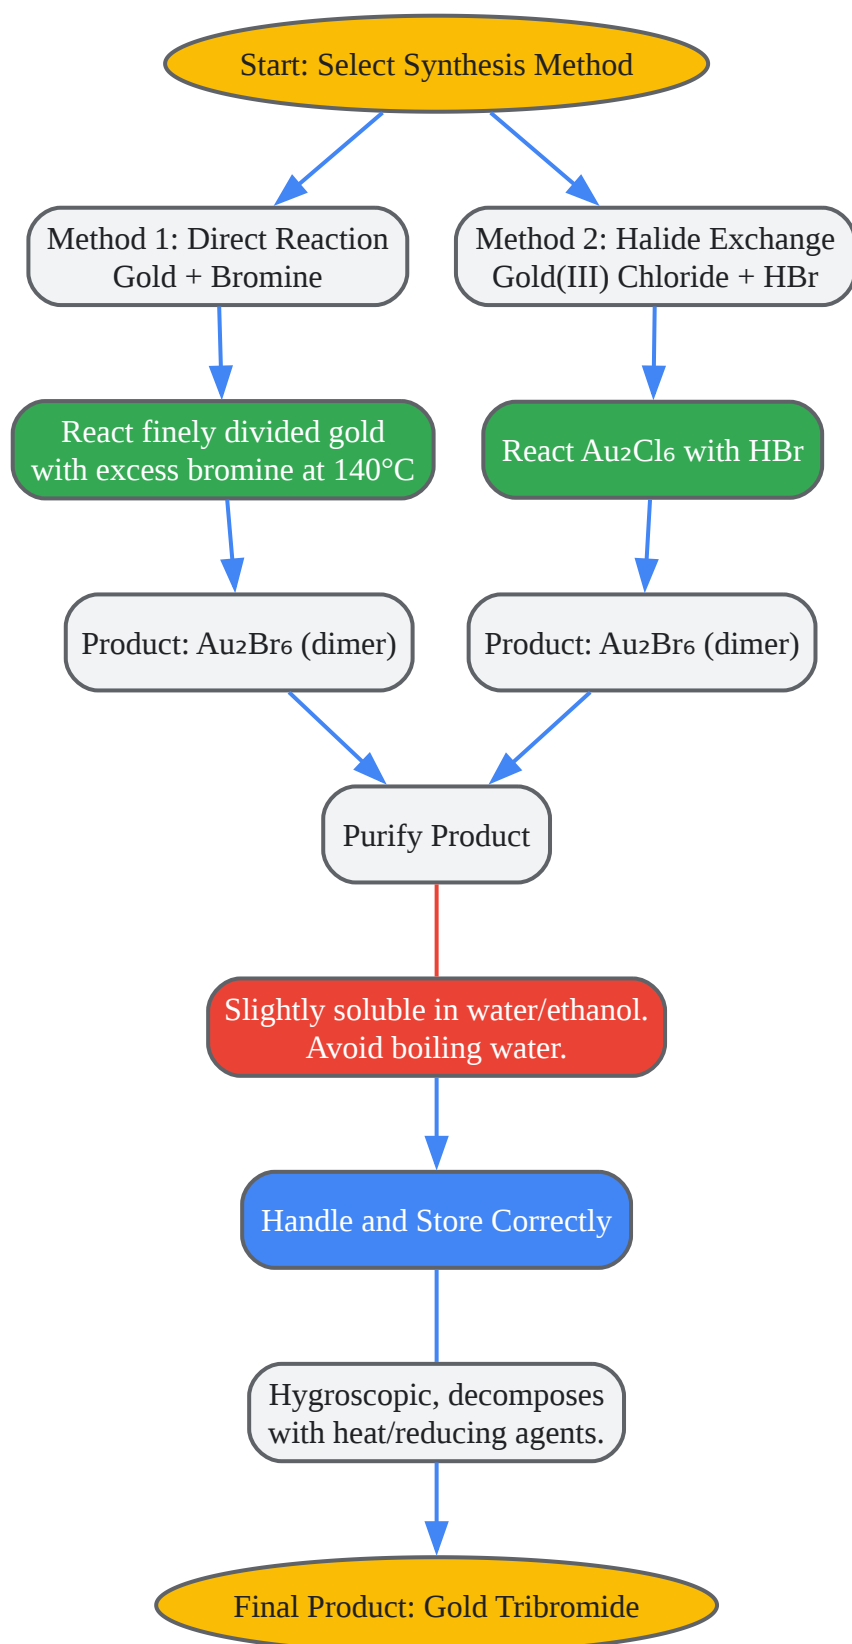 Start: Select Synthesis Method
Method 1: Direct Reaction
Gold + Bromine
Method 2: Halide Exchange
Gold(III) Chloride + HBr
React finely divided gold
with excess bromine at 140°C
React Au₂Cl₆ with HBr
Product: Au₂Br₆ (dimer)
Product: Au₂Br₆ (dimer)
Purify Product
Slightly soluble in water/ethanol.
Avoid boiling water.
Handle and Store Correctly
Hygroscopic, decomposes
with heat/reducing agents.
Final Product: Gold Tribromide